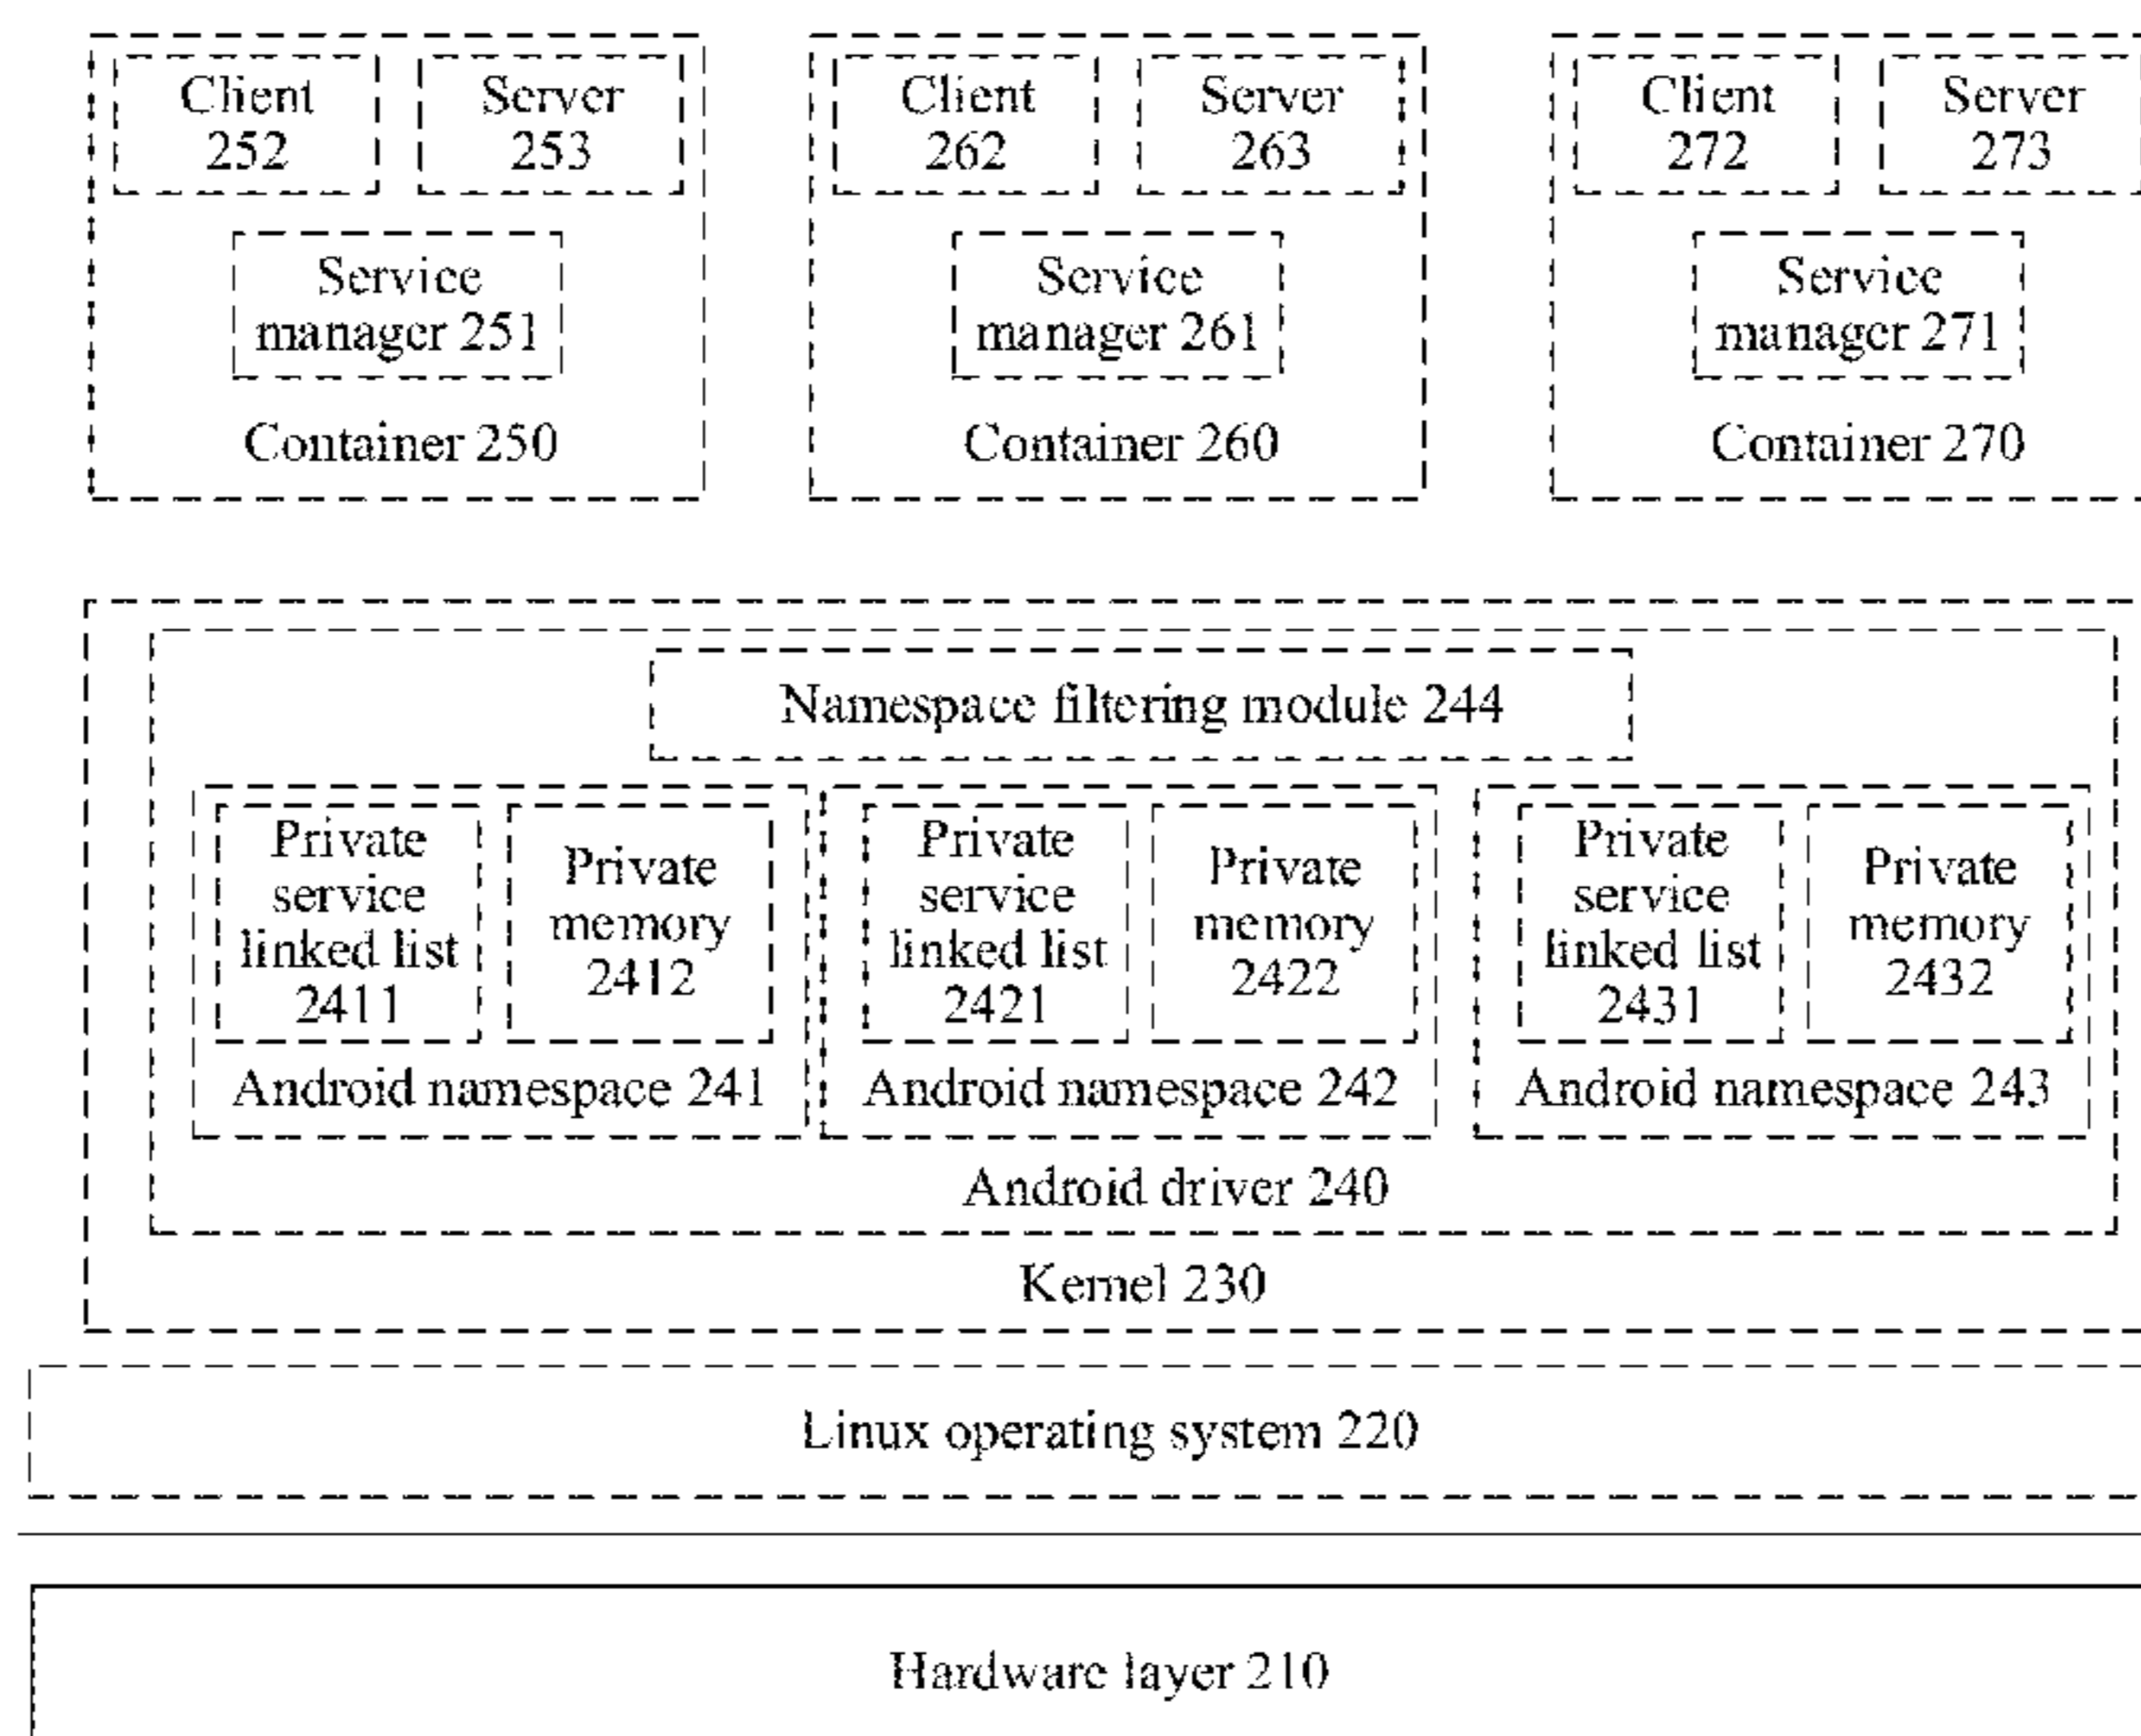 Client
252
Server
253
Service
manager 251
Container 250
Client
262
Server
263
Service
manager 261
Container 260
Client
272
Server
273
Service
manager 271
Container 270
Namespace filtering module 244
Private
service
linked list
2411
Private
memory
2412
Android namespace 241
Private
service
linked list
2421
Private
memory
2422
Android namespace 242
Private
service
linked list
2431
Private
memory
2432
Android namespace 243
Android driver 240
Kernel 230
Linux operating system 220
Hardware layer 210